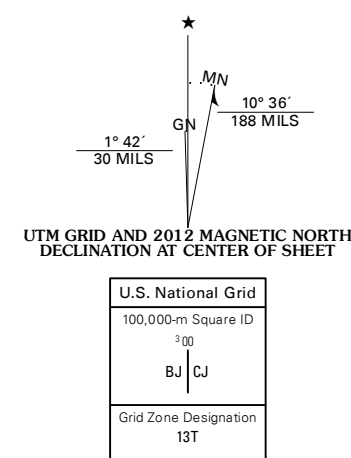 ★
MN
GN
10° 36´
188 MILS
1° 42´
30 MILS
UTM GRID AND 2012 MAGNETIC NORTH
DECLINATION AT CENTER OF SHEET
U.S. National Grid
100,000-m Square ID
³00
BJ CJ
Grid Zone Designation
13T